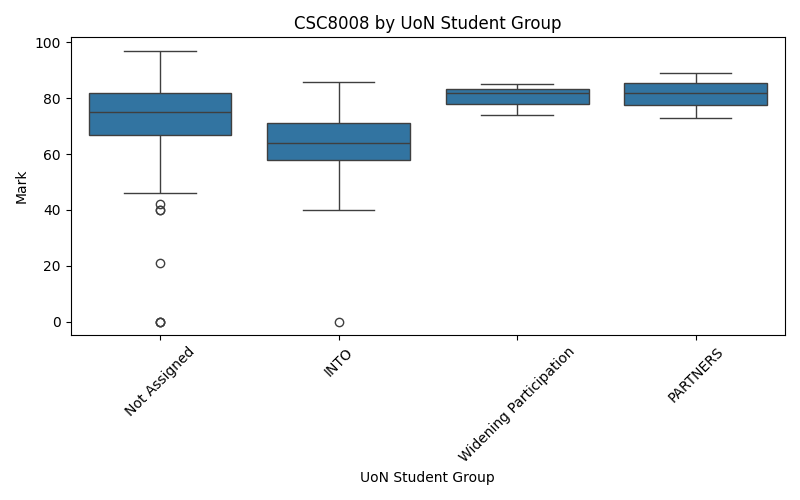 CSC8008 by UoN Student Group
100
80
60
40
20
0
Mark
Not Assigned
INTO
Widening Participation
PARTNERS
UoN Student Group